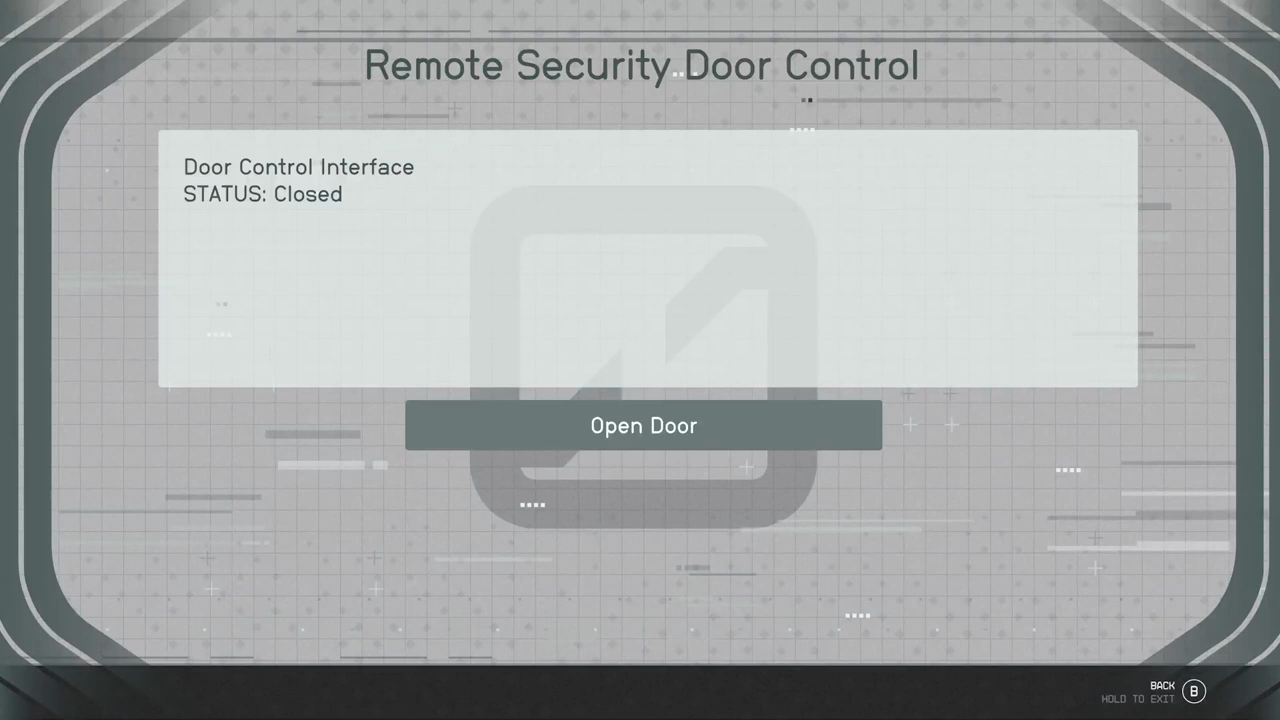 Remote Security Door Control
Door Control Interface
STATUS: Closed
Open Door
BACK
HOLD TO EXIT
B